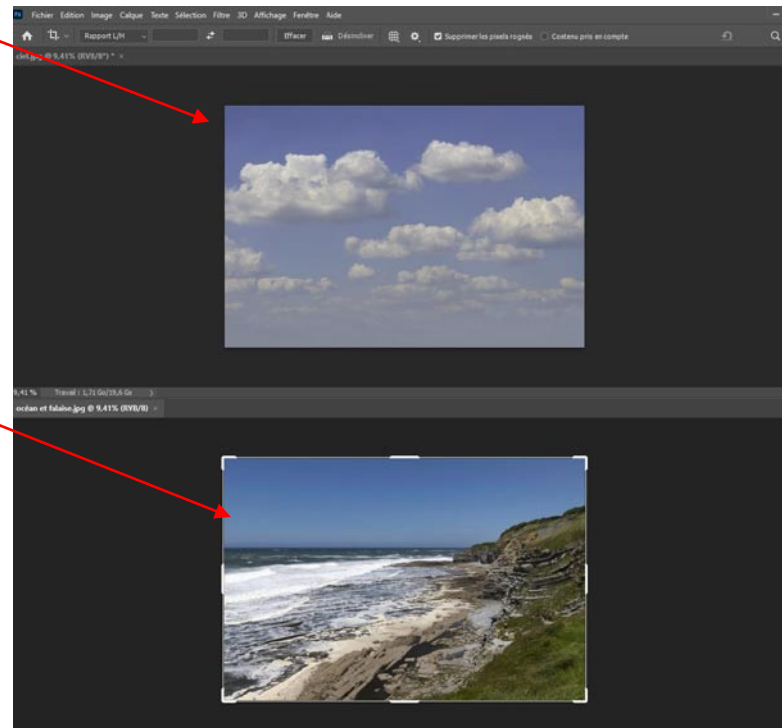 Ps Fichier Edition Image Calque Texte Sélection Filtre 3D Affichage Fenêtre Aide
Rapport L/H Effacer Désincliner Supprimer les pixels rognés Contenu pris en compte
ciel.jpg @ 9,41% (RVB/8*) * ×
9,41 % Travail : 1,71 Go/19,6 Go >
océan et falaise.jpg @ 9,41% (RVB/8) ×